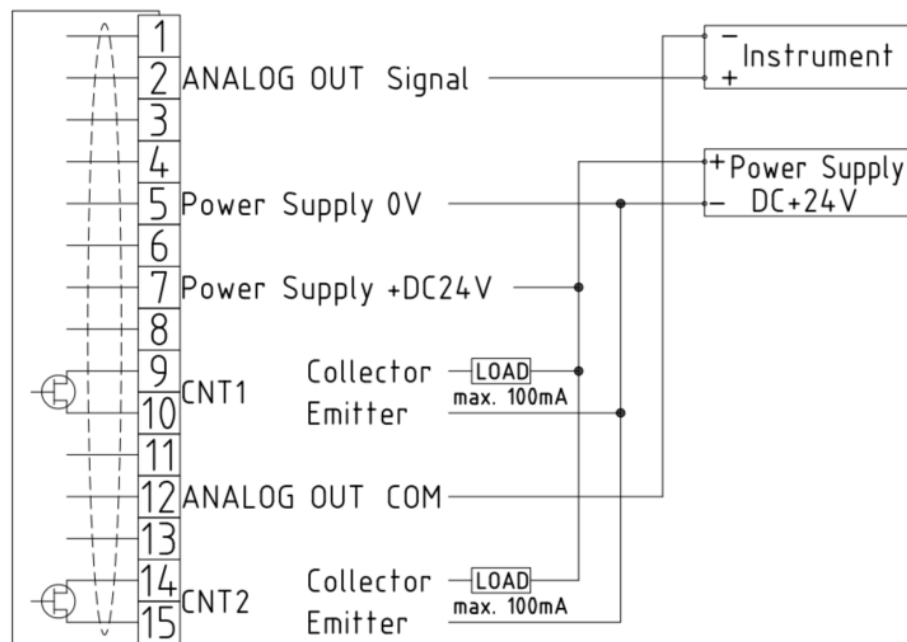 1
- Instrument
2 ANALOG OUT Signal
+
3
4
+ Power Supply
5 Power Supply 0V
- DC+24V
6
7 Power Supply +DC24V
8
9 Collector LOAD
CNT1 max. 100mA
10 Emitter
11
12 ANALOG OUT COM
13
14 Collector LOAD
CNT2 max. 100mA
15 Emitter